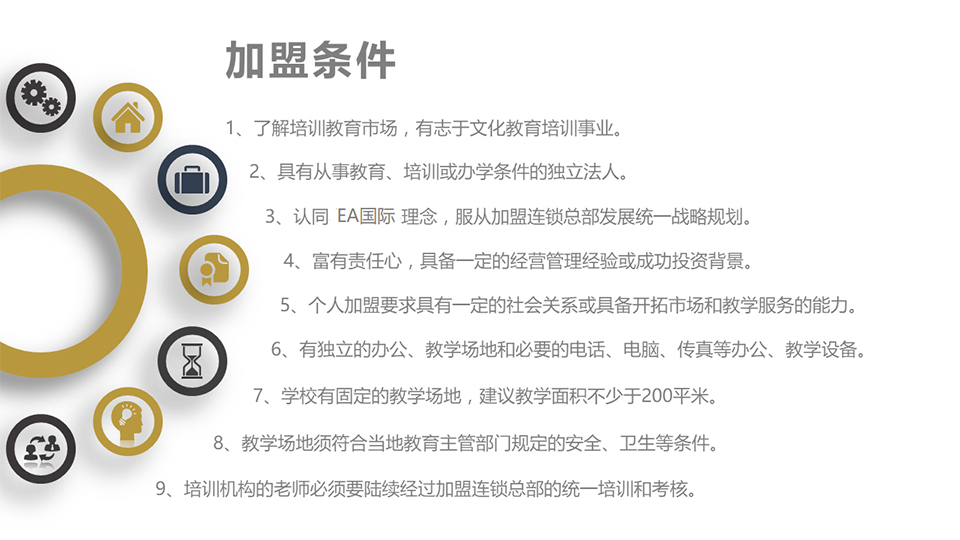 加盟条件
1、了解培训教育市场，有志于文化教育培训事业。
2、具有从事教育、培训或办学条件的独立法人。
3、认同 EA国际 理念，服从加盟连锁总部发展统一战略规划。
4、富有责任心，具备一定的经营管理经验或成功投资背景。
5、个人加盟要求具有一定的社会关系或具备开拓市场和教学服务的能力。
6、有独立的办公、教学场地和必要的电话、电脑、传真等办公、教学设备。
7、学校有固定的教学场地，建议教学面积不少于200平米。
8、教学场地须符合当地教育主管部门规定的安全、卫生等条件。
9、培训机构的老师必须要陆续经过加盟连锁总部的统一培训和考核。